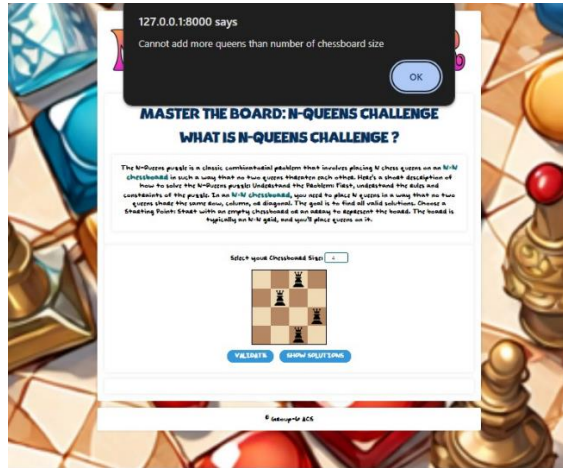 127.0.0.1:8000 says
Cannot add more queens than number of chessboard size
OK
MASTER THE BOARD: N-QUEENS CHALLENGE
WHAT IS N-QUEENS CHALLENGE ?
The N-Queens puzzle is a classic combinatorial problem that involves placing N chess queens on an N×N
chessboard in such a way that no two queens threaten each other. Here's a short description of
how to solve the N-Queens puzzle: Understand the Problem: First, understand the rules and
constraints of the puzzle. In an N×N chessboard, you need to place N queens in a way that no two
queens share the same row, column, or diagonal. The goal is to find all valid solutions. Choose a
Starting Point: Start with an empty chessboard or an array to represent the board. The board is
typically an N×N grid, and you'll place queens on it.
Select your Chessboard Size: 4
VALIDATE SHOW SOLUTIONS
© Group-6 ACS